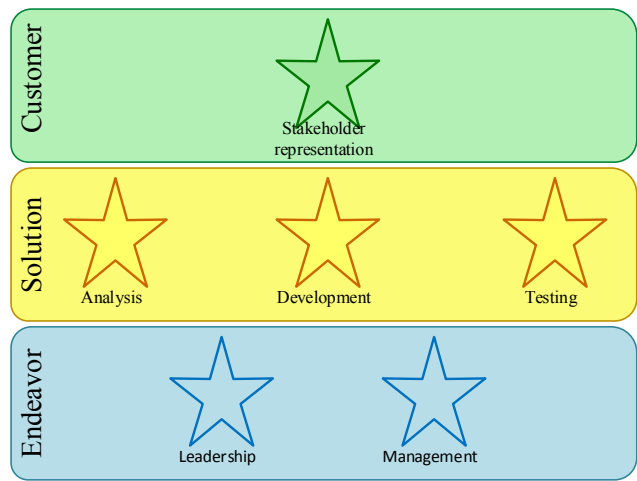 Customer
Stakeholder
representation
Solution
Analysis
Development
Testing
Endeavor
Leadership
Management